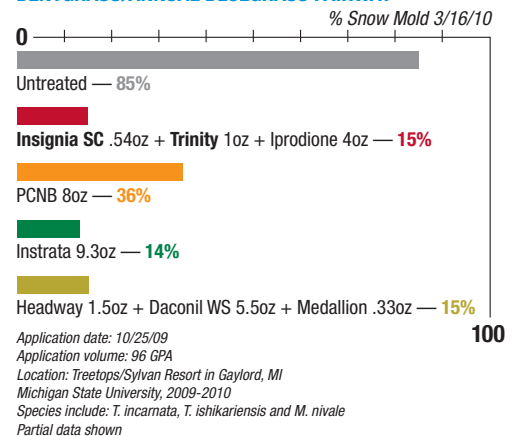 % Snow Mold 3/16/10
0
Untreated — 85%
Insignia SC .54oz + Trinity 1oz + Iprodione 4oz — 15%
PCNB 8oz — 36%
Instrata 9.3oz — 14%
Headway 1.5oz + Daconil WS 5.5oz + Medallion .33oz — 15%
100
Application date: 10/25/09
Application volume: 96 GPA
Location: Treetops/Sylvan Resort in Gaylord, MI
Michigan State University, 2009-2010
Species include: T. incarnata, T. ishikariensis and M. nivale
Partial data shown